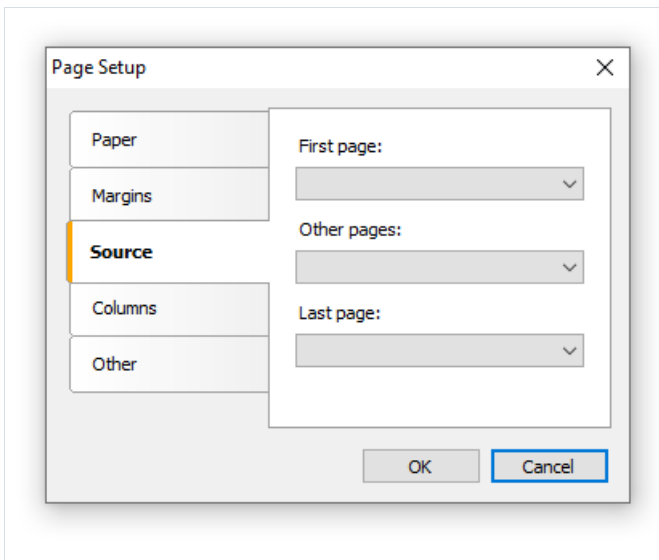 Page Setup
Paper
Margins
Source
Columns
Other
First page:
Other pages:
Last page:
OK
Cancel